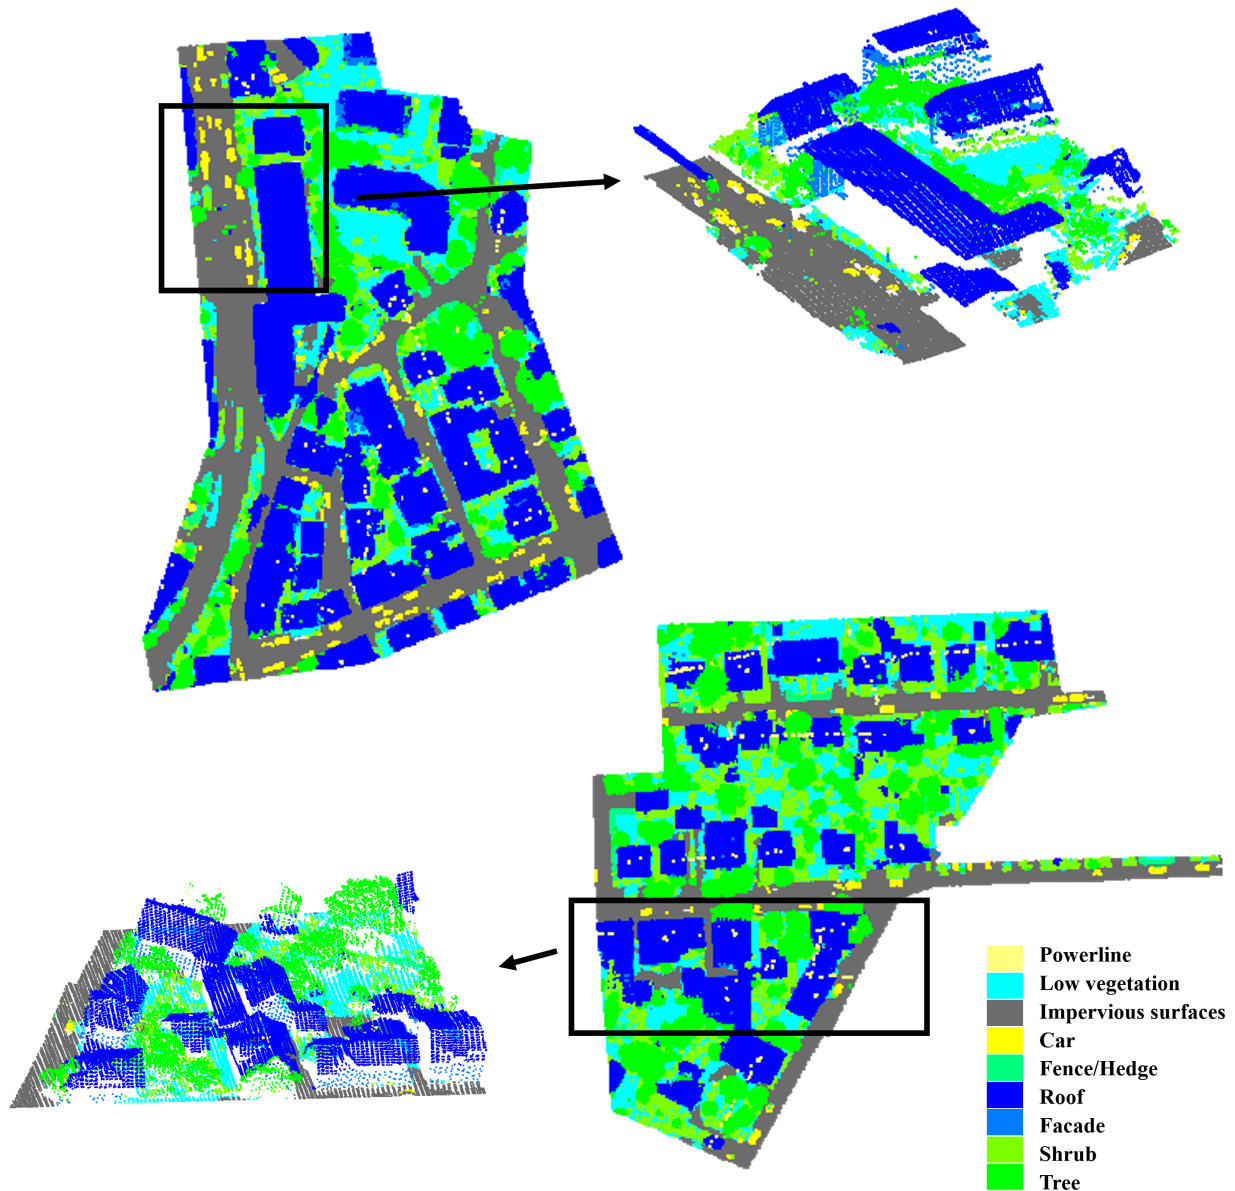 Powerline
Low vegetation
Impervious surfaces
Car
Fence/Hedge
Roof
Facade
Shrub
Tree